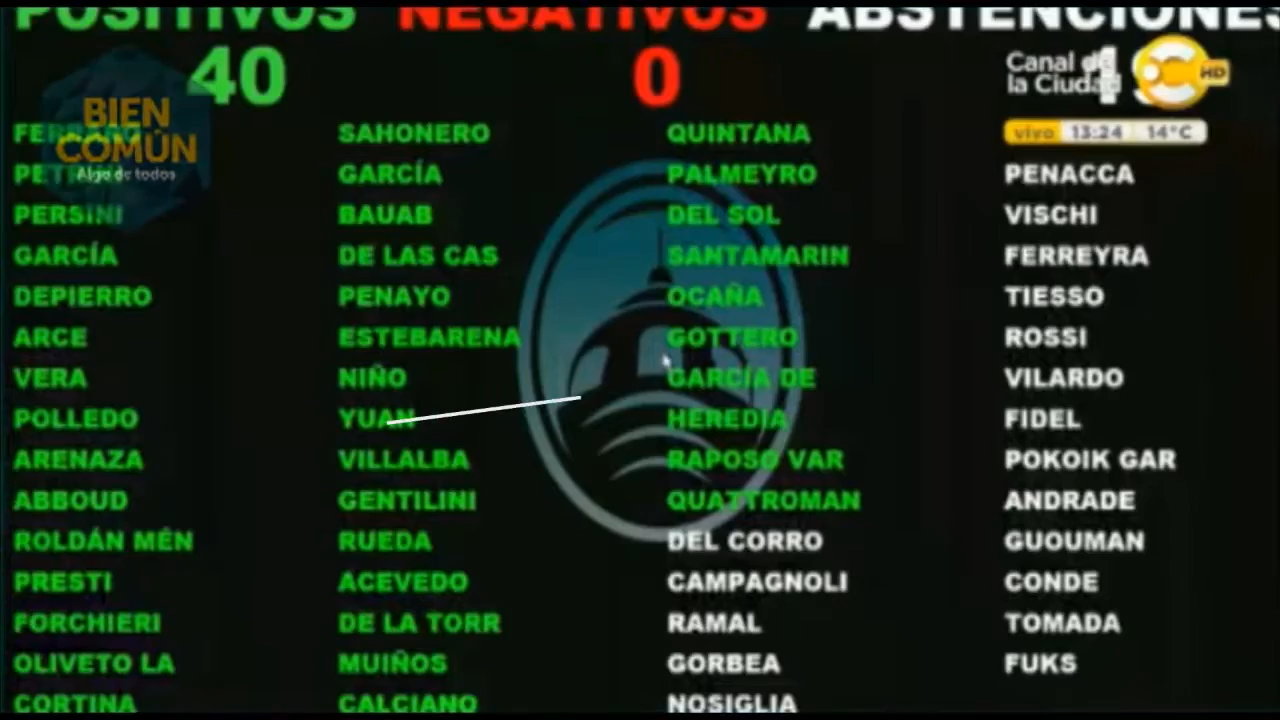 POSITIVOS NEGATIVOS ABSTENCIONES
40 0
Canal de
la Ciudad
HD
vivo 13:24 14°C
BIEN
COMÚN
Algo de todos
SAHONERO QUINTANA
GARCÍA PALMEYRO PENACCA
PERSINI BAUAB DEL SOL VISCHI
GARCÍA DE LAS CAS SANTAMARIN FERREYRA
DEPIERRO PENAYO OCAÑA TIESSO
ARCE ESTEBARENA GOTTERO ROSSI
VERA NIÑO GARCÍA DE VILARDO
POLLEDO YUAN HEREDIA FIDEL
ARENAZA VILLALBA RAPOSO VAR POKOIK GAR
ABBOUD GENTILINI QUATTROMAN ANDRADE
ROLDÁN MÉN RUEDA DEL CORRO GUOUMAN
PRESTI ACEVEDO CAMPAGNOLI CONDE
FORCHIERI DE LA TORR RAMAL TOMADA
OLIVETO LA MUIÑOS GORBEA FUKS
CORTINA CALCIANO NOSIGLIA